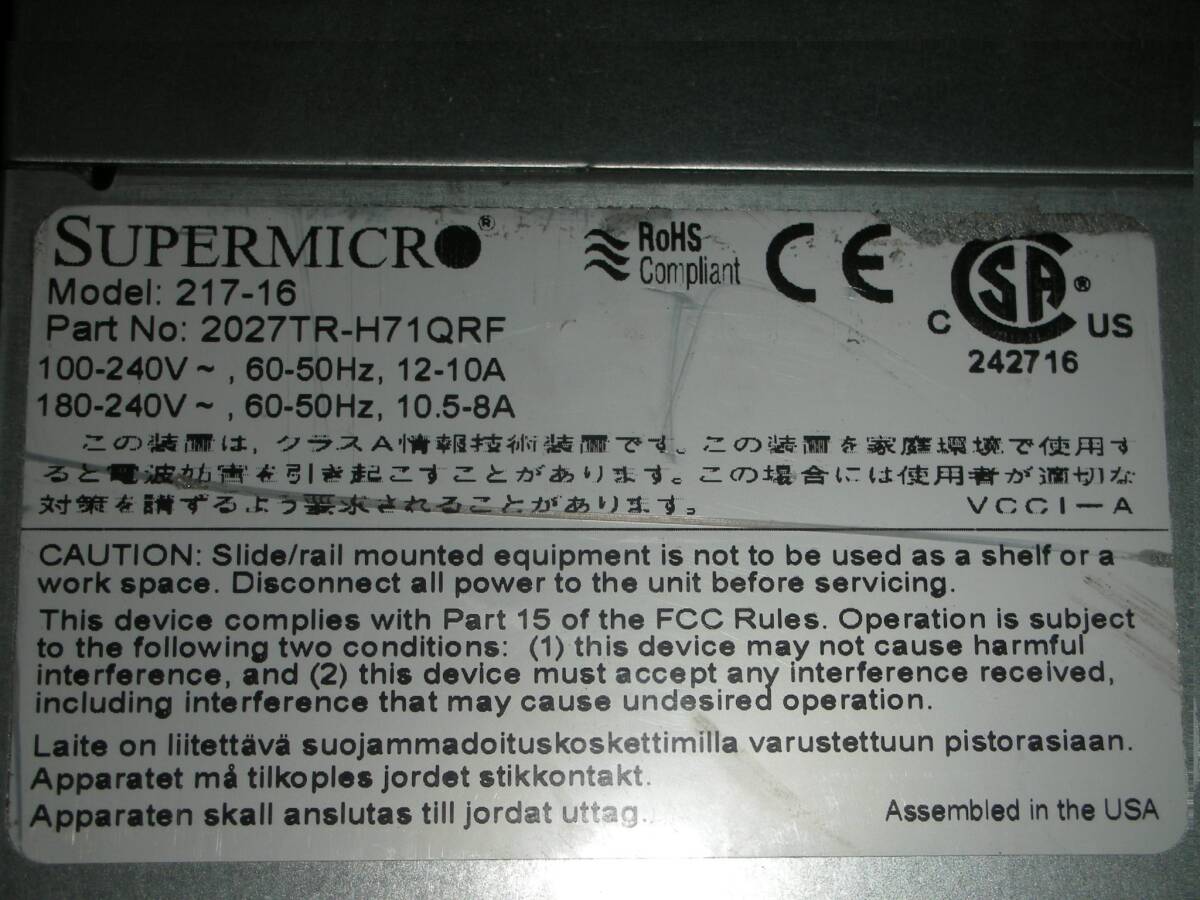 SUPERMICRO®
RoHS
Compliant
CE
CSA®
C US
242716
Model: 217-16
Part No: 2027TR-H71QRF
100-240V ~ , 60-50Hz, 12-10A
180-240V ~ , 60-50Hz, 10.5-8A
この装置は, クラスA情報技術装置です。この装置を家庭環境で使用す
ると電波妨害を引き起こすことがあります。この場合には使用者が適切な
対策を講ずるよう要求されることがあります。 VCCI－A
CAUTION: Slide/rail mounted equipment is not to be used as a shelf or a
work space. Disconnect all power to the unit before servicing.
This device complies with Part 15 of the FCC Rules. Operation is subject
to the following two conditions: (1) this device may not cause harmful
interference, and (2) this device must accept any interference received,
including interference that may cause undesired operation.
Laite on liitettävä suojammadoituskoskettimilla varustettuun pistorasiaan.
Apparatet må tilkoples jordet stikkontakt.
Apparaten skall anslutas till jordat uttag.
Assembled in the USA